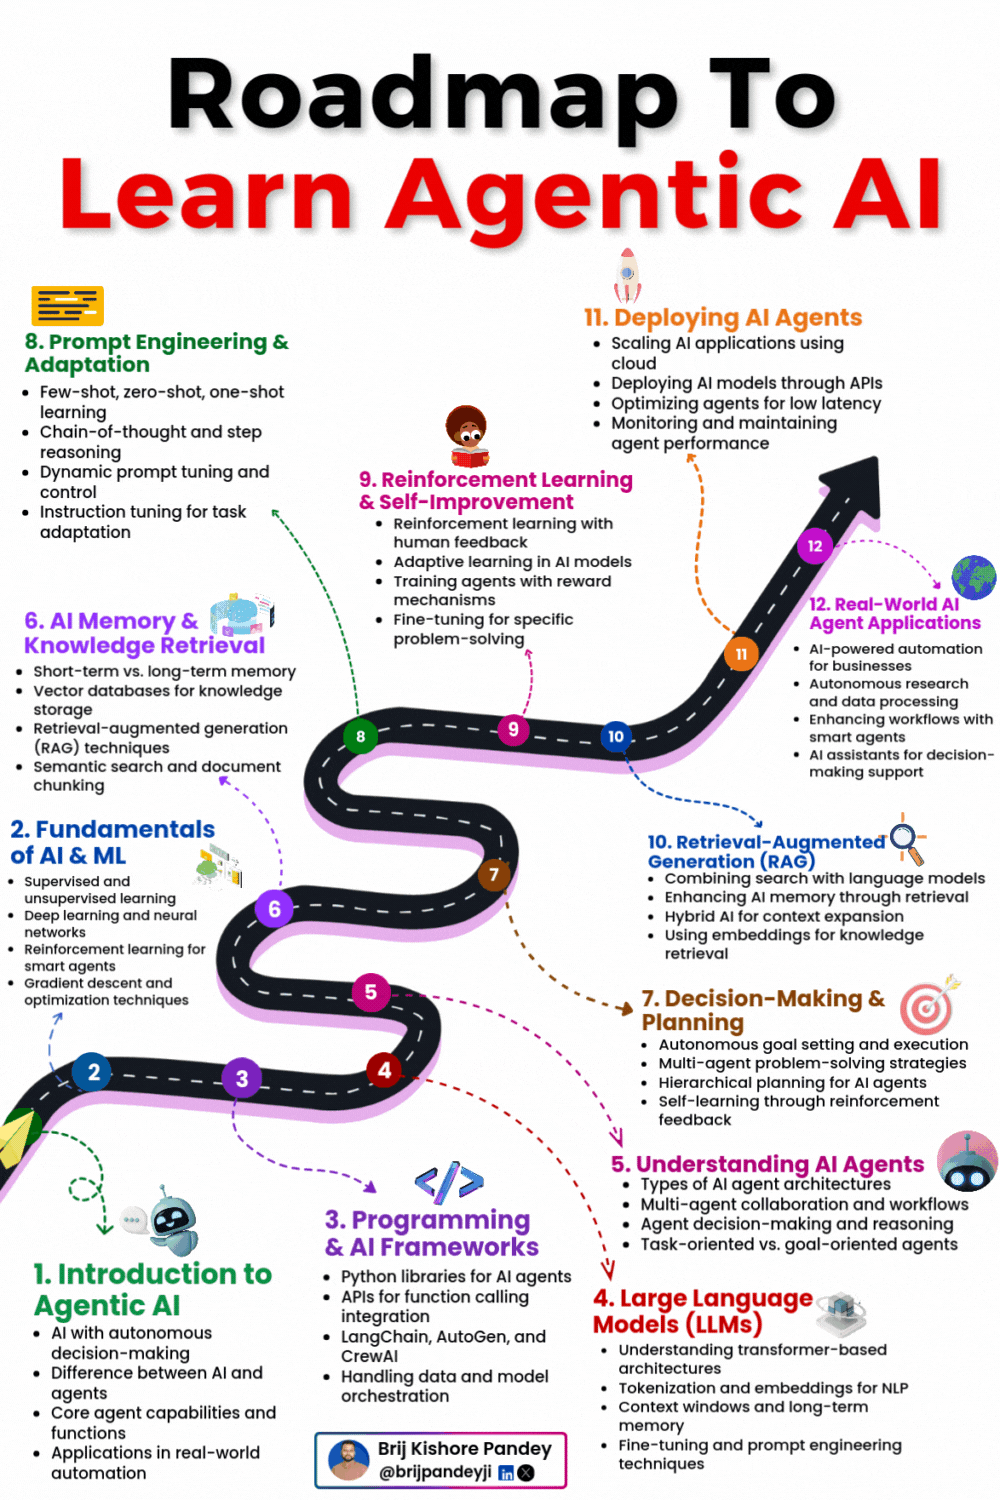 Roadmap To
Learn Agentic AI
8. Prompt Engineering &
Adaptation
• Few-shot, zero-shot, one-shot
learning
• Chain-of-thought and step
reasoning
• Dynamic prompt tuning and
control
• Instruction tuning for task
adaptation
11. Deploying AI Agents
• Scaling AI applications using
cloud
• Deploying AI models through APIs
• Optimizing agents for low latency
• Monitoring and maintaining
agent performance
9. Reinforcement Learning
& Self-Improvement
• Reinforcement learning with
human feedback
• Adaptive learning in AI models
• Training agents with reward
mechanisms
• Fine-tuning for specific
problem-solving
12
12. Real-World AI
Agent Applications
• AI-powered automation
for businesses
• Autonomous research
and data processing
• Enhancing workflows with
smart agents
• AI assistants for decision-
making support
6. AI Memory &
Knowledge Retrieval
• Short-term vs. long-term memory
• Vector databases for knowledge
storage
• Retrieval-augmented generation
(RAG) techniques
• Semantic search and document
chunking
11
8
9
10
2. Fundamentals
of AI & ML
• Supervised and
unsupervised learning
• Deep learning and neural
networks
• Reinforcement learning for
smart agents
• Gradient descent and
optimization techniques
10. Retrieval-Augmented
Generation (RAG)
• Combining search with language models
• Enhancing AI memory through retrieval
• Hybrid AI for context expansion
• Using embeddings for knowledge
retrieval
7
6
5
7. Decision-Making &
Planning
• Autonomous goal setting and execution
• Multi-agent problem-solving strategies
• Hierarchical planning for AI agents
• Self-learning through reinforcement
feedback
2
3
4
5. Understanding AI Agents
• Types of AI agent architectures
• Multi-agent collaboration and workflows
• Agent decision-making and reasoning
• Task-oriented vs. goal-oriented agents
1. Introduction to
Agentic AI
• AI with autonomous
decision-making
• Difference between AI and
agents
• Core agent capabilities and
functions
• Applications in real-world
automation
</>
3. Programming
& AI Frameworks
• Python libraries for AI agents
• APIs for function calling
integration
• LangChain, AutoGen, and
CrewAI
• Handling data and model
orchestration
4. Large Language
Models (LLMs)
• Understanding transformer-based
architectures
• Tokenization and embeddings for NLP
• Context windows and long-term
memory
• Fine-tuning and prompt engineering
techniques
Brij Kishore Pandey
@brijpandeyji in X